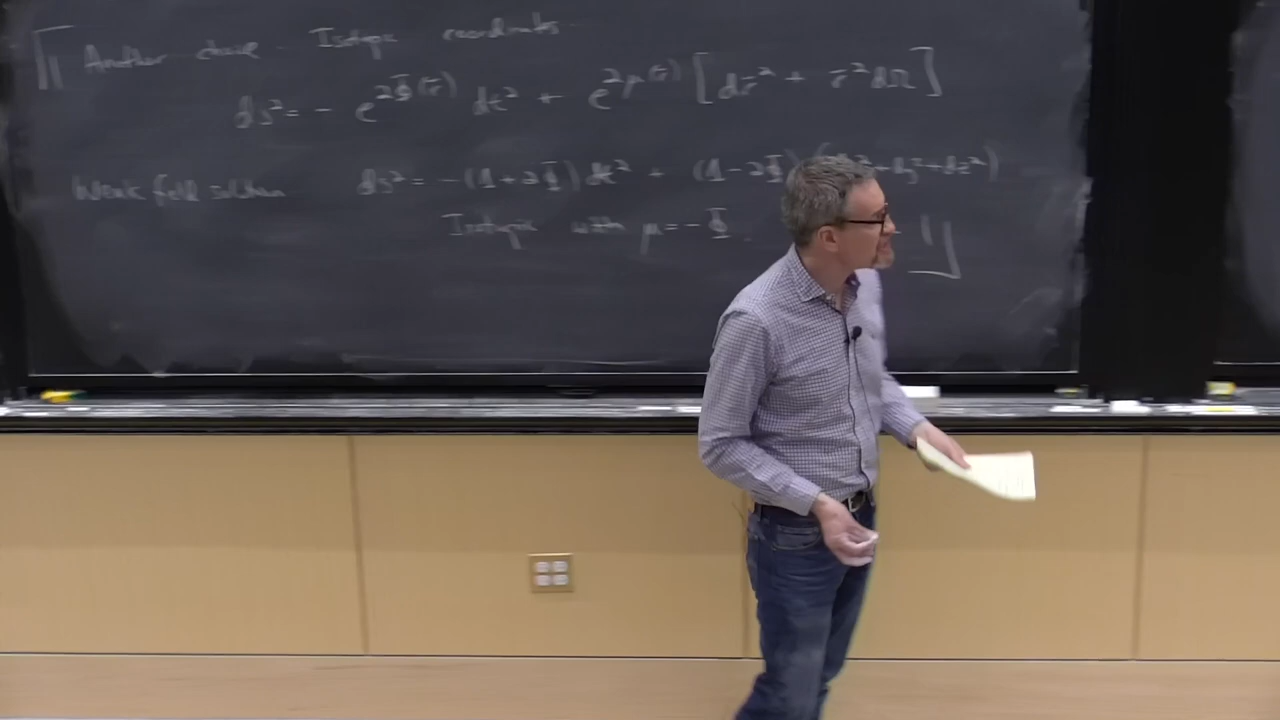 Another choice: Isotropic coordinates
ds² = - e^{2Φ(r̄)} dt² + e^{2μ(r̄)} [dr̄² + r̄² dΩ]
Weak field solution ds² = -(1+2Φ)dt² + (1-2Φ)( + dy² + dz²)
Isotropic with μ = -Φ